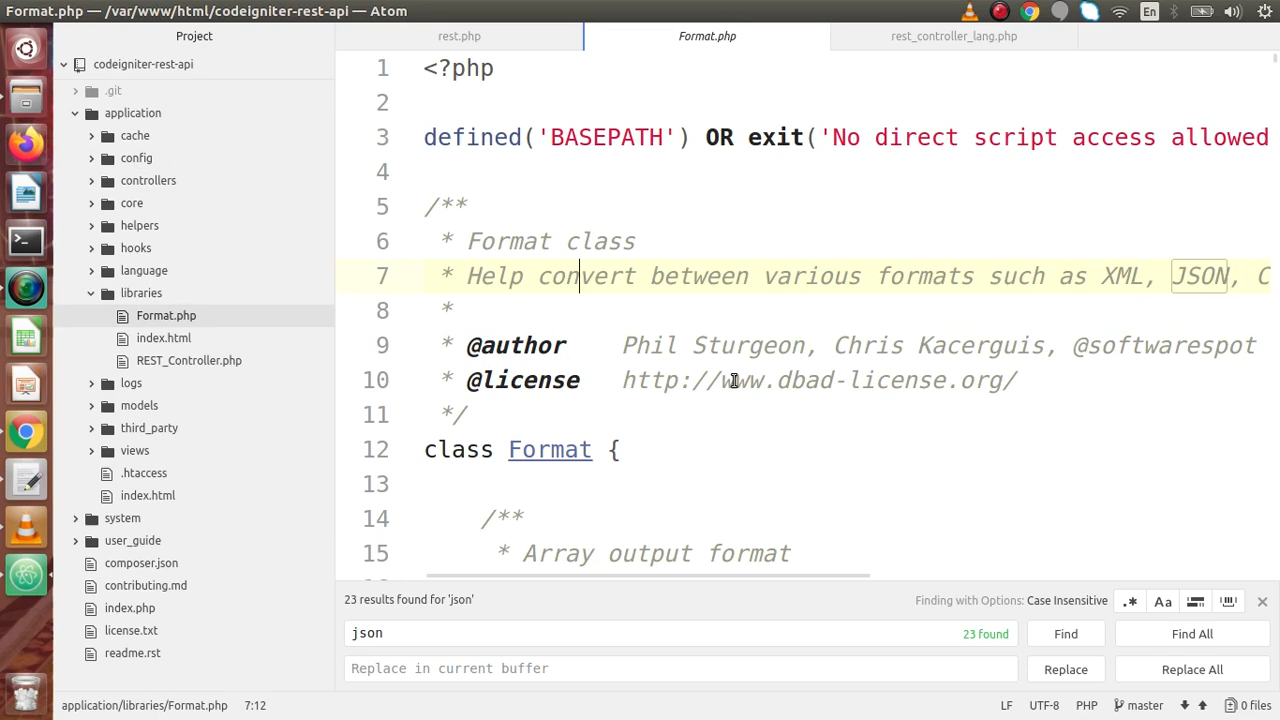 Format.php — /var/www/html/codeigniter-rest-api — Atom
En
Project
codeigniter-rest-api
.git
application
cache
config
controllers
core
helpers
hooks
language
libraries
Format.php
index.html
REST_Controller.php
logs
models
third_party
views
.htaccess
index.html
system
user_guide
composer.json
contributing.md
index.php
license.txt
readme.rst
rest.php
Format.php
rest_controller_lang.php
1 <?php
2
3 defined('BASEPATH') OR exit('No direct script access allowed
4
5 /**
6 * Format class
7 * Help convert between various formats such as XML, JSON, C
8 *
9 * @author Phil Sturgeon, Chris Kacerguis, @softwarespot
10 * @license http://www.dbad-license.org/
11 */
12 class Format {
13
14 /**
15 * Array output format
23 results found for 'json'
Finding with Options: Case Insensitive
.* Aa
json 23 found
Find
Find All
Replace in current buffer
Replace
Replace All
application/libraries/Format.php 7:12
LF UTF-8 PHP master 0 files